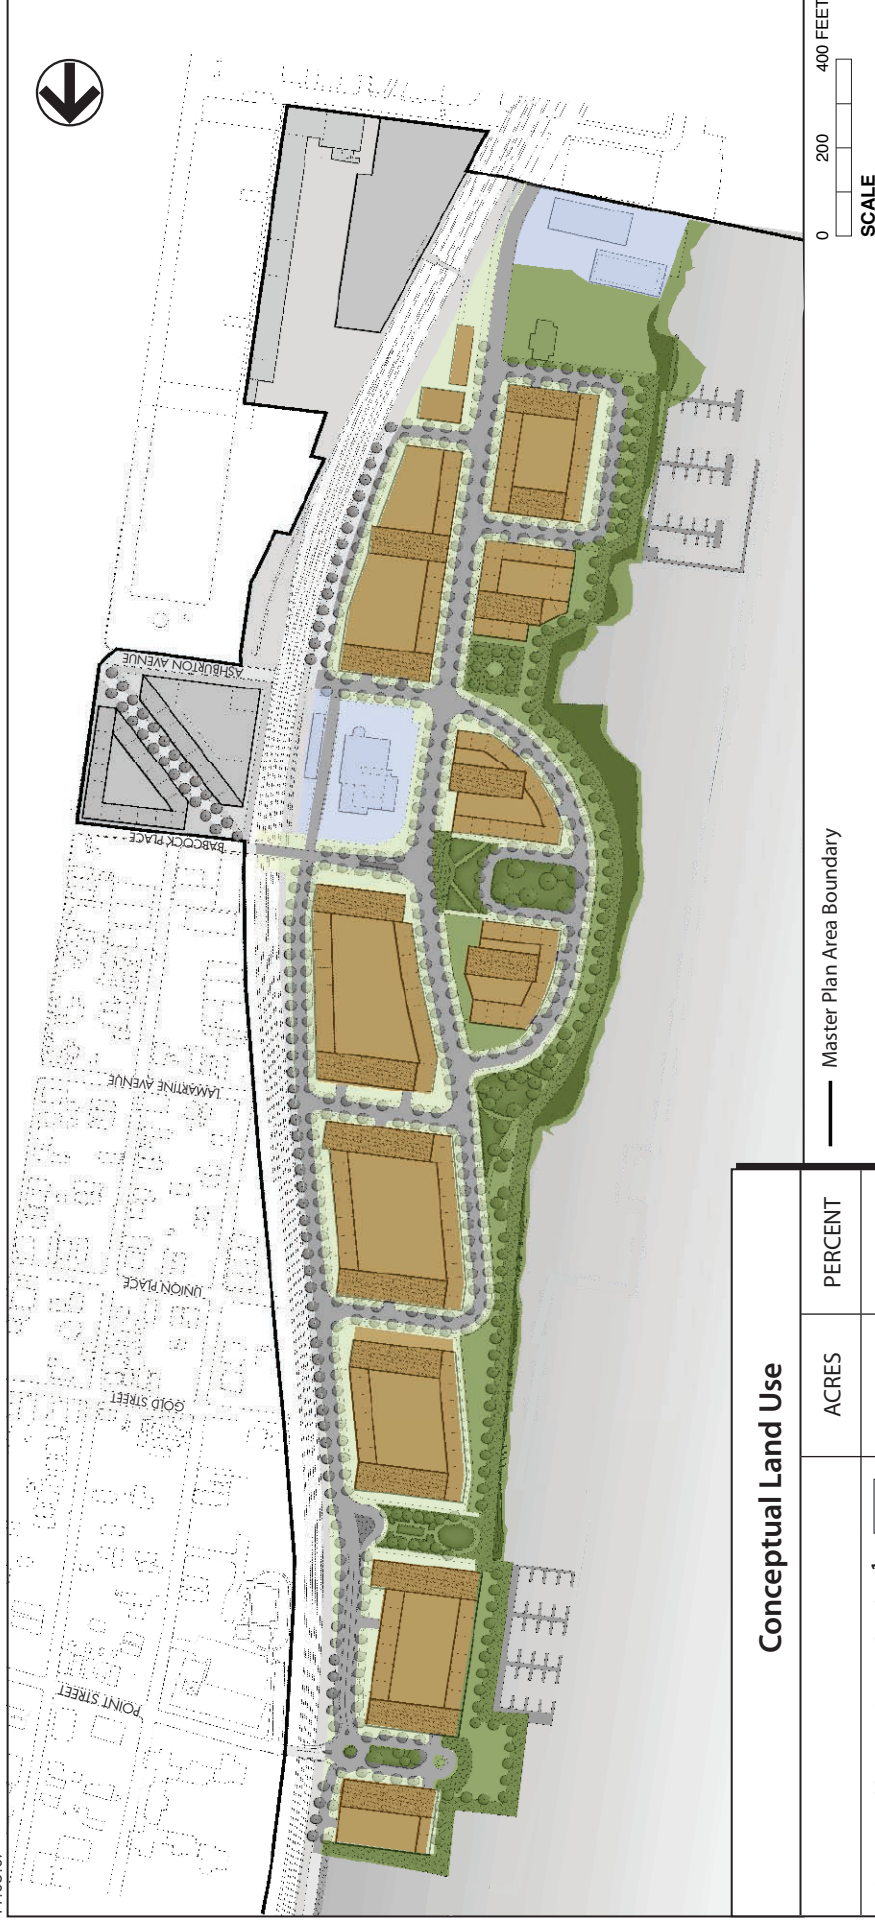 ASHBURTON AVENUE
BABCOCK PLACE
LAMARTINE AVENUE
UNION PLACE
GOLD STREET
POINT STREET
0 200 400 FEET
SCALE
Master Plan Area Boundary
Conceptual Land Use
ACRES PERCENT